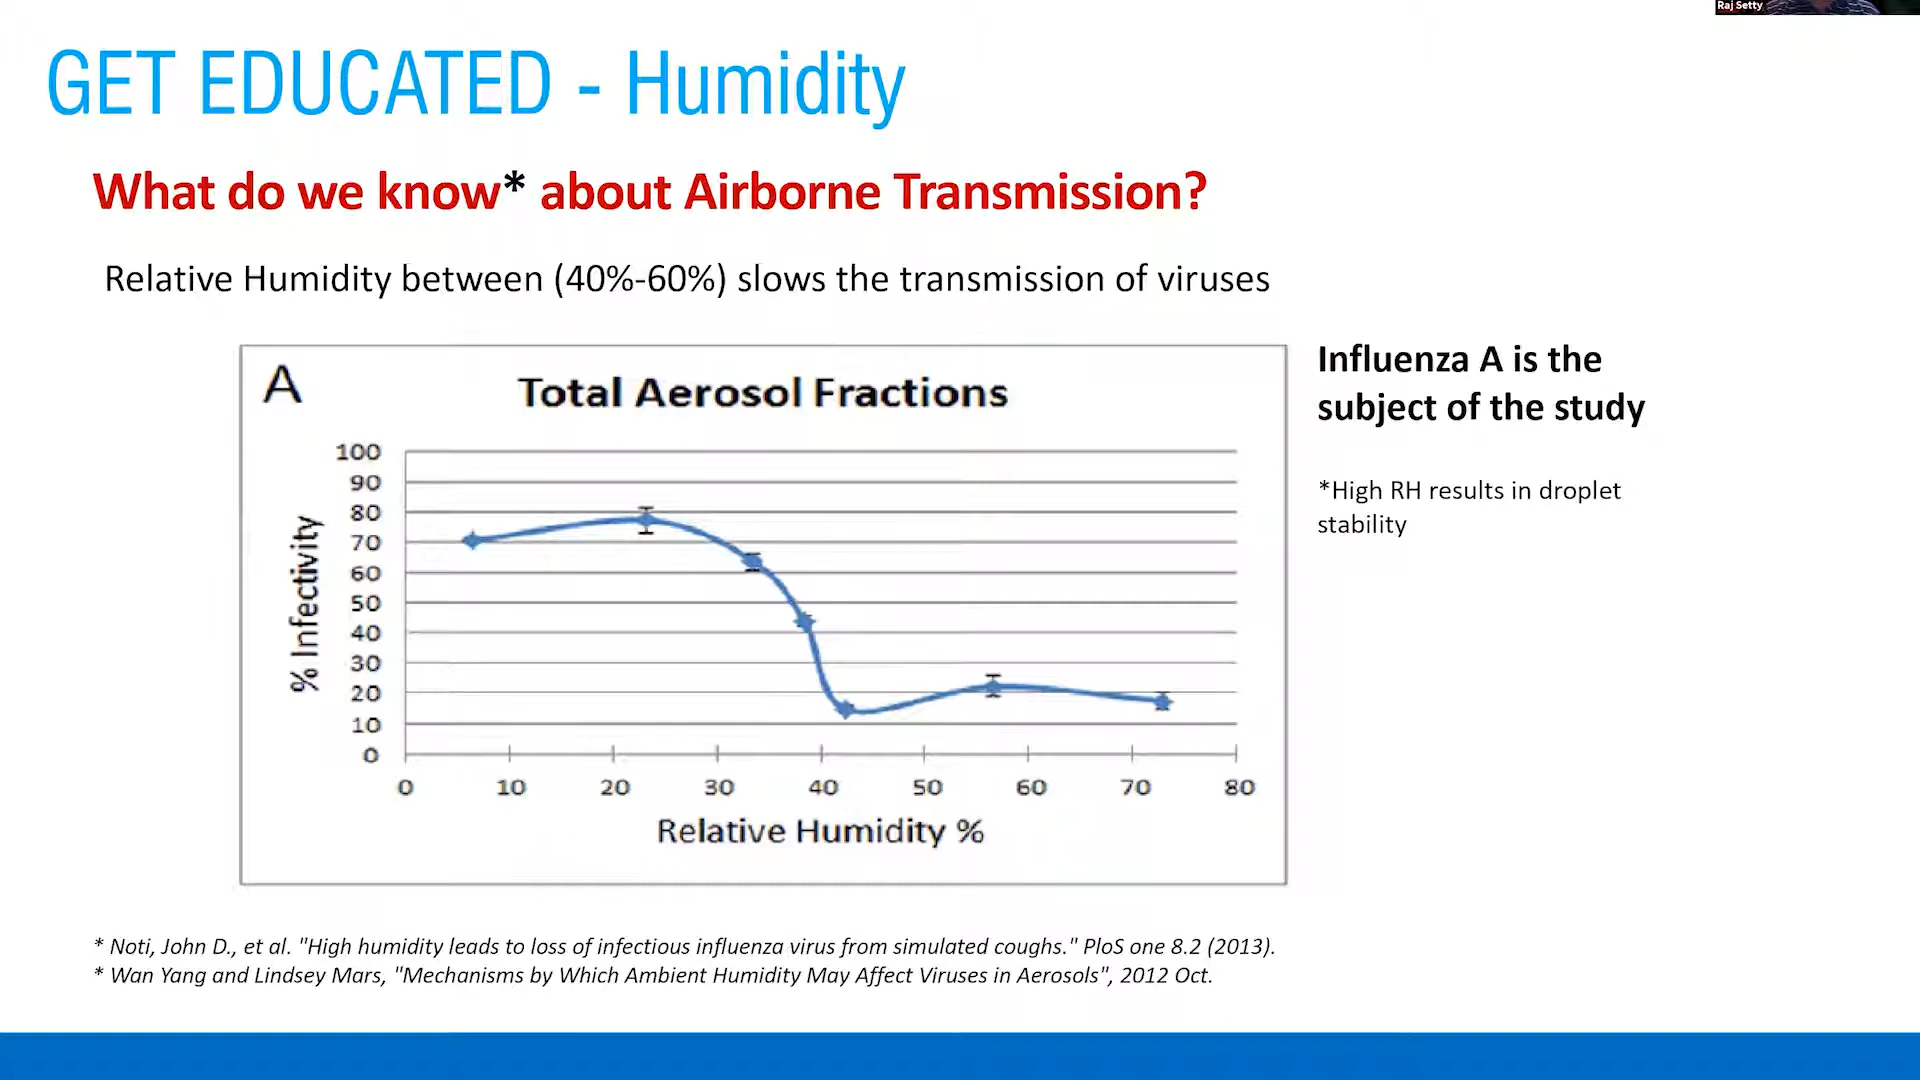 Raj Setty
GET EDUCATED - Humidity
What do we know* about Airborne Transmission?
Relative Humidity between (40%-60%) slows the transmission of viruses
A
Total Aerosol Fractions
100
90
80
70
60
50
40
30
20
10
0
% Infectivity
0 10 20 30 40 50 60 70 80
Relative Humidity %
Influenza A is the
subject of the study
*High RH results in droplet
stability
* Noti, John D., et al. "High humidity leads to loss of infectious influenza virus from simulated coughs." PloS one 8.2 (2013).
* Wan Yang and Lindsey Mars, "Mechanisms by Which Ambient Humidity May Affect Viruses in Aerosols", 2012 Oct.